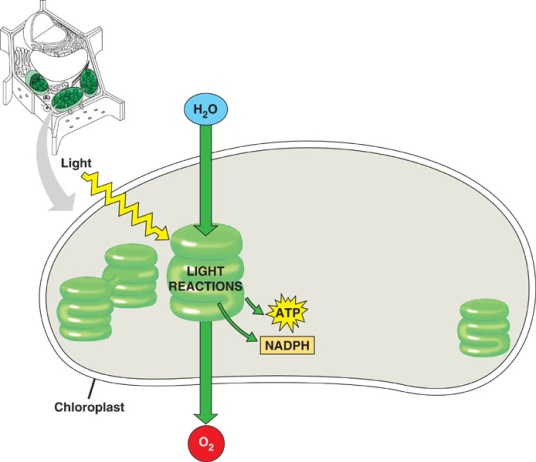 H₂O
Light
LIGHT
REACTIONS
ATP
NADPH
Chloroplast
O₂